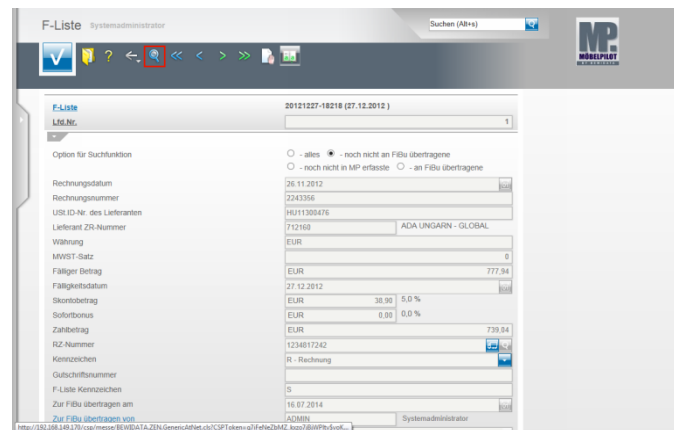 F-Liste Systemadministrator
Suchen (Alt+s)
MP
MÖBELPILOT
F-Liste 20121227-18218 (27.12.2012 )
Lfd.Nr. 1
Option für Suchfunktion - alles - noch nicht an FiBu übertragene
- noch nicht in MP erfasste - an FiBu übertragene
Rechnungsdatum 26.11.2012
Rechnungsnummer 2243356
USt.ID-Nr. des Lieferanten HU11300476
Lieferant ZR-Nummer 712160 ADA UNGARN - GLOBAL
Währung EUR
MWST-Satz 0
Fälliger Betrag EUR 777,94
Fälligkeitsdatum 27.12.2012
Skontobetrag EUR 38,90 5,0 %
Sofortbonus EUR 0,00 0,0 %
Zahlbetrag EUR 739,04
RZ-Nummer 1234817242
Kennzeichen R - Rechnung
Gutschriftsnummer
F-Liste Kennzeichen S
Zur FiBu übertragen am 16.07.2014
Zur FiBu übertragen von ADMIN Systemadministrator